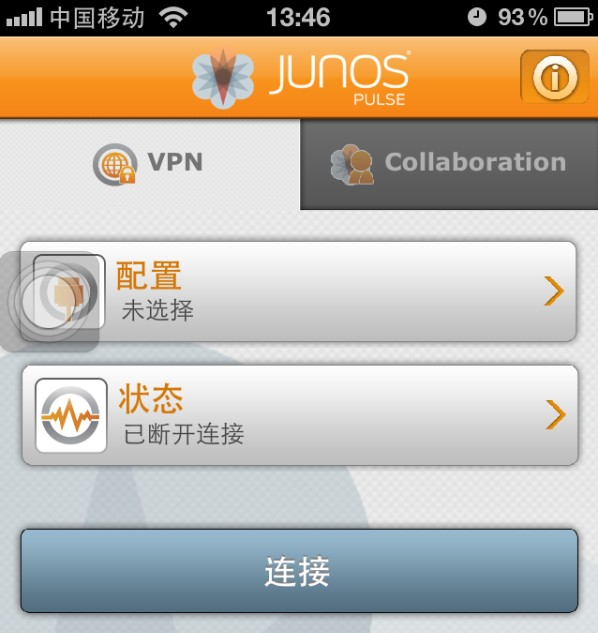 中国移动 13:46 93%
JUNOS
PULSE
VPN Collaboration
配置
未选择
状态
已断开连接
连接